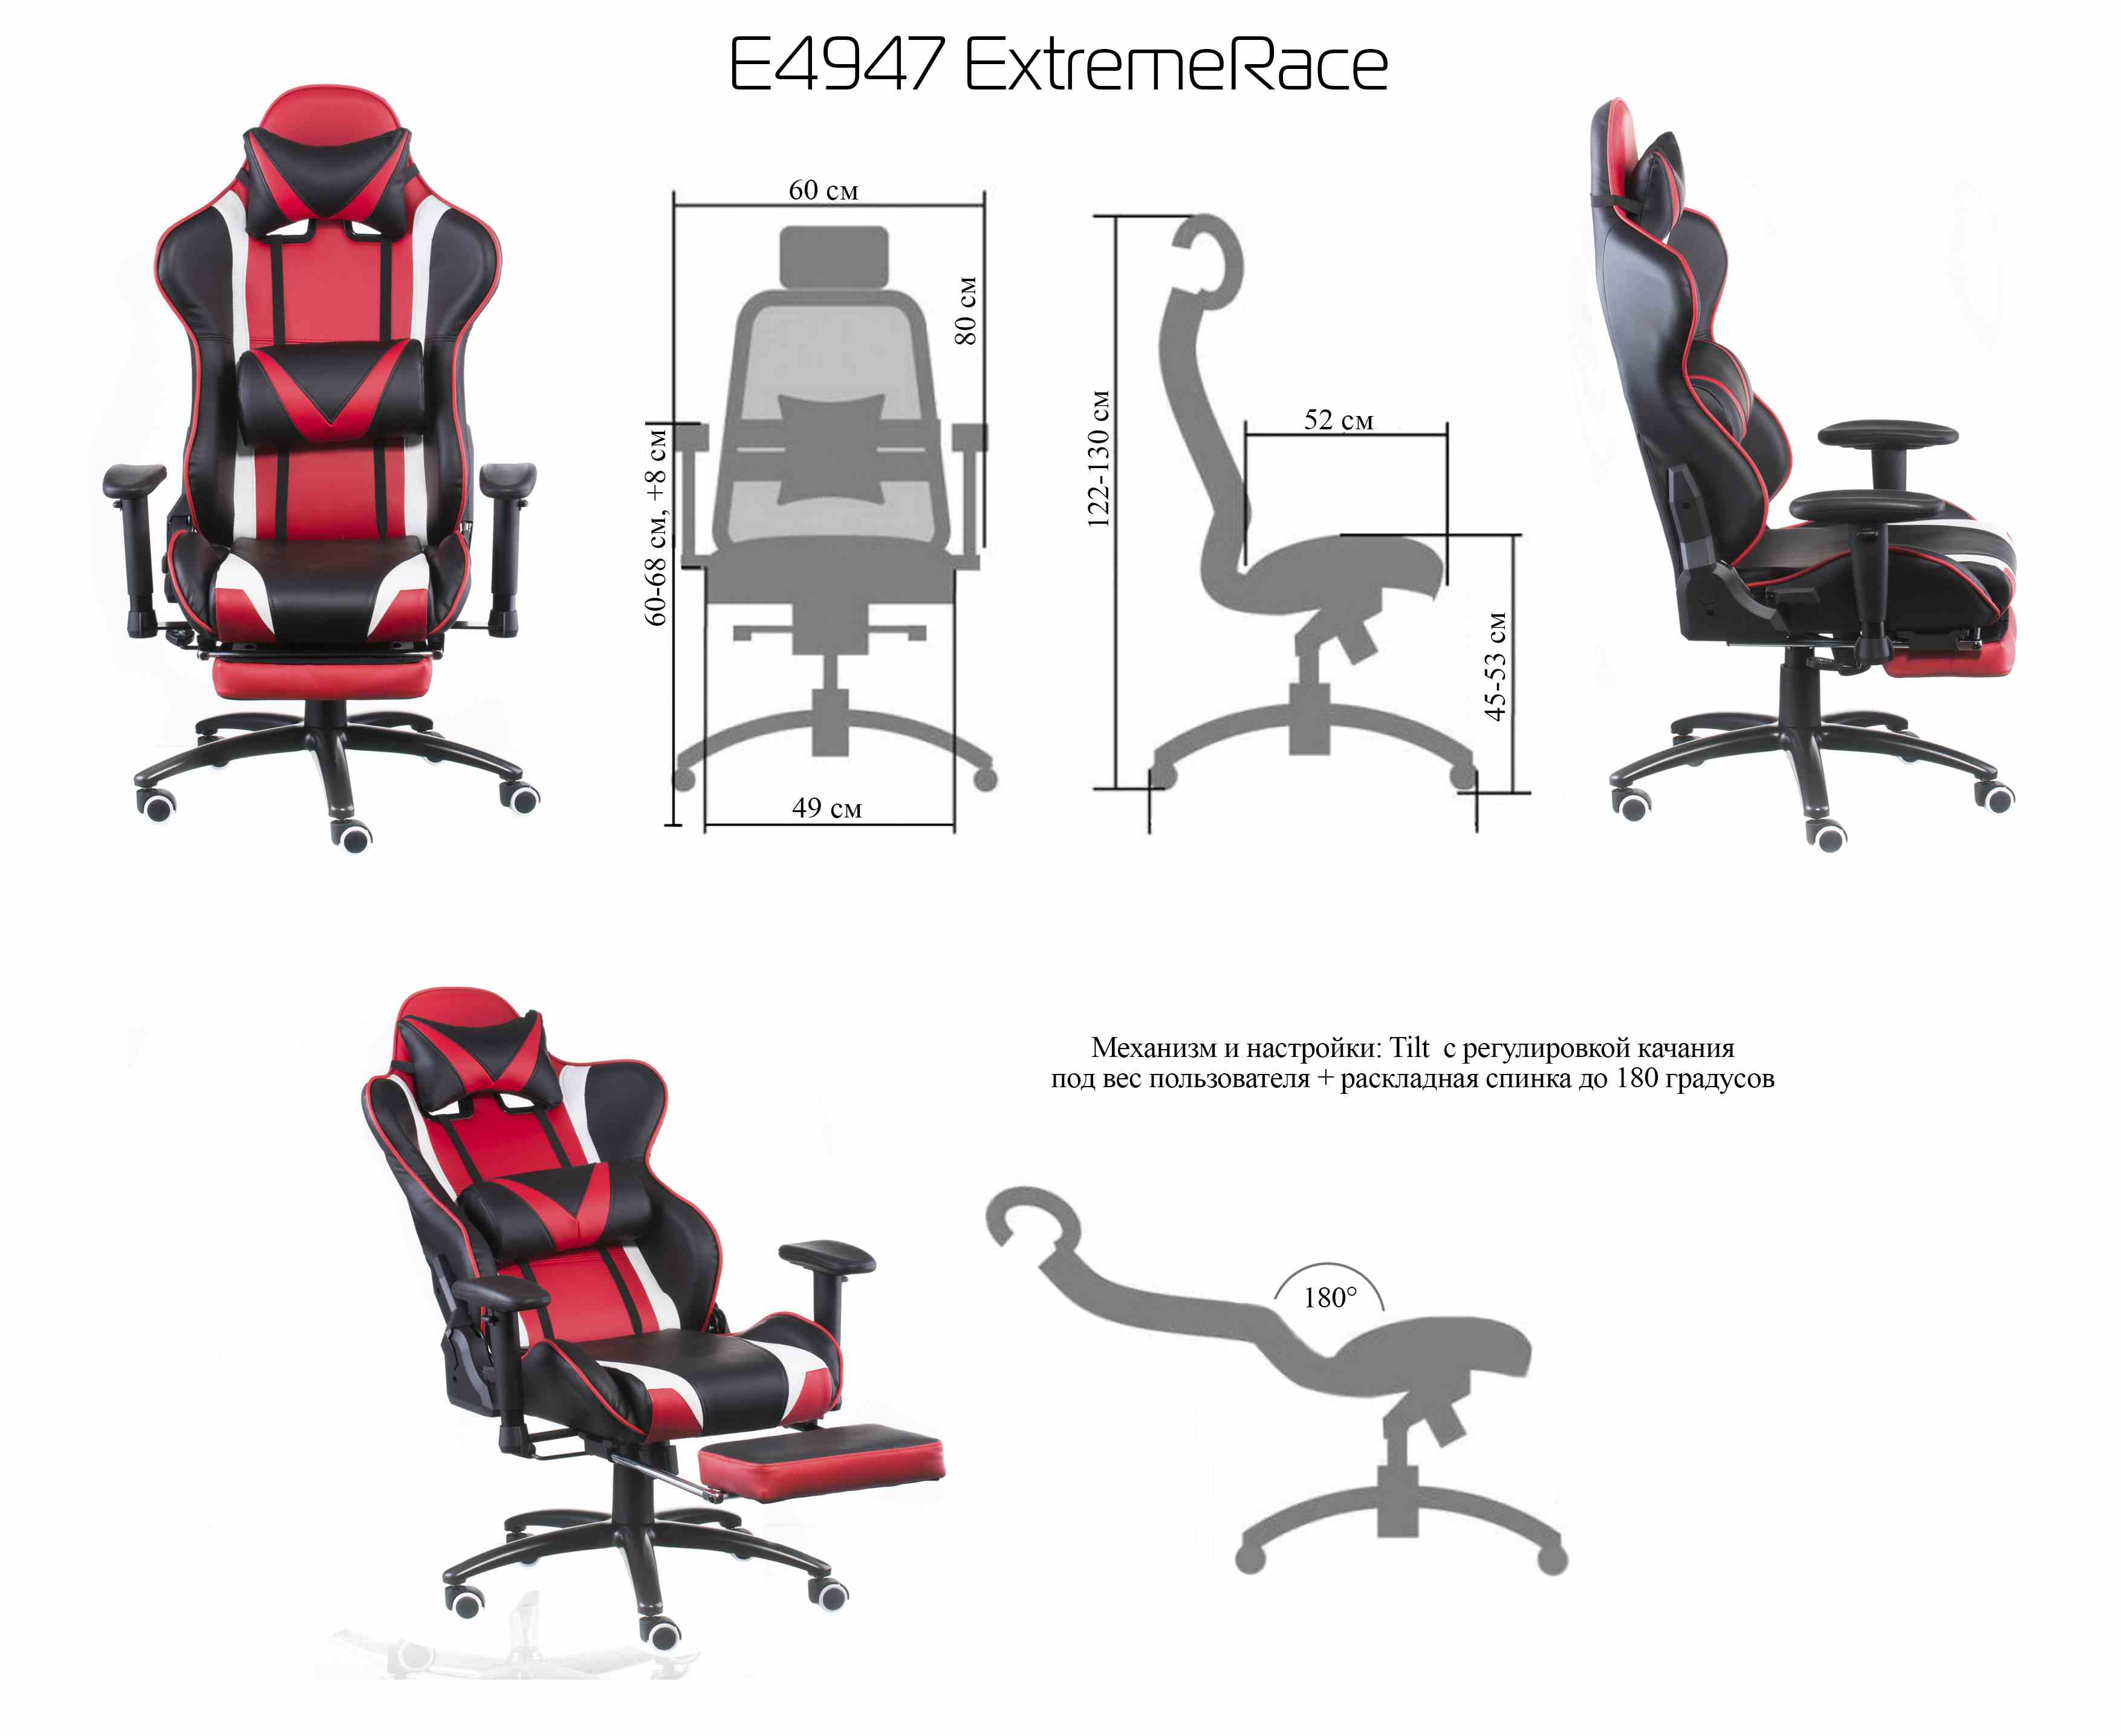 E4947 ExtremeRace
60 см
80 см
60-68 см, +8 см
49 см
122-130 см
52 см
45-53 см
Механизм и настройки: Tilt с регулировкой качания
под вес пользователя + раскладная спинка до 180 градусов
180°